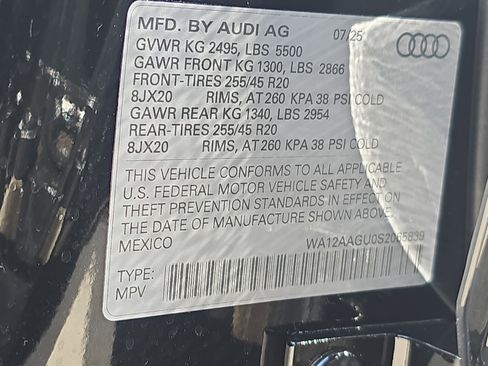 MFD. BY AUDI AG 07/25
GVWR KG 2495, LBS 5500
GAWR FRONT KG 1300, LBS 2866
FRONT-TIRES 255/45 R20
8JX20 RIMS, AT 260 KPA 38 PSI COLD
GAWR REAR KG 1340, LBS 2954
REAR-TIRES 255/45 R20
8JX20 RIMS, AT 260 KPA 38 PSI COLD
THIS VEHICLE CONFORMS TO ALL APPLICABLE
U.S. FEDERAL MOTOR VEHICLE SAFETY AND
THEFT PREVENTION STANDARDS IN EFFECT ON
THE DATE OF MANUFACTURE SHOWN ABOVE.
MEXICO
WA12AAGU0S2065839
TYPE:
MPV